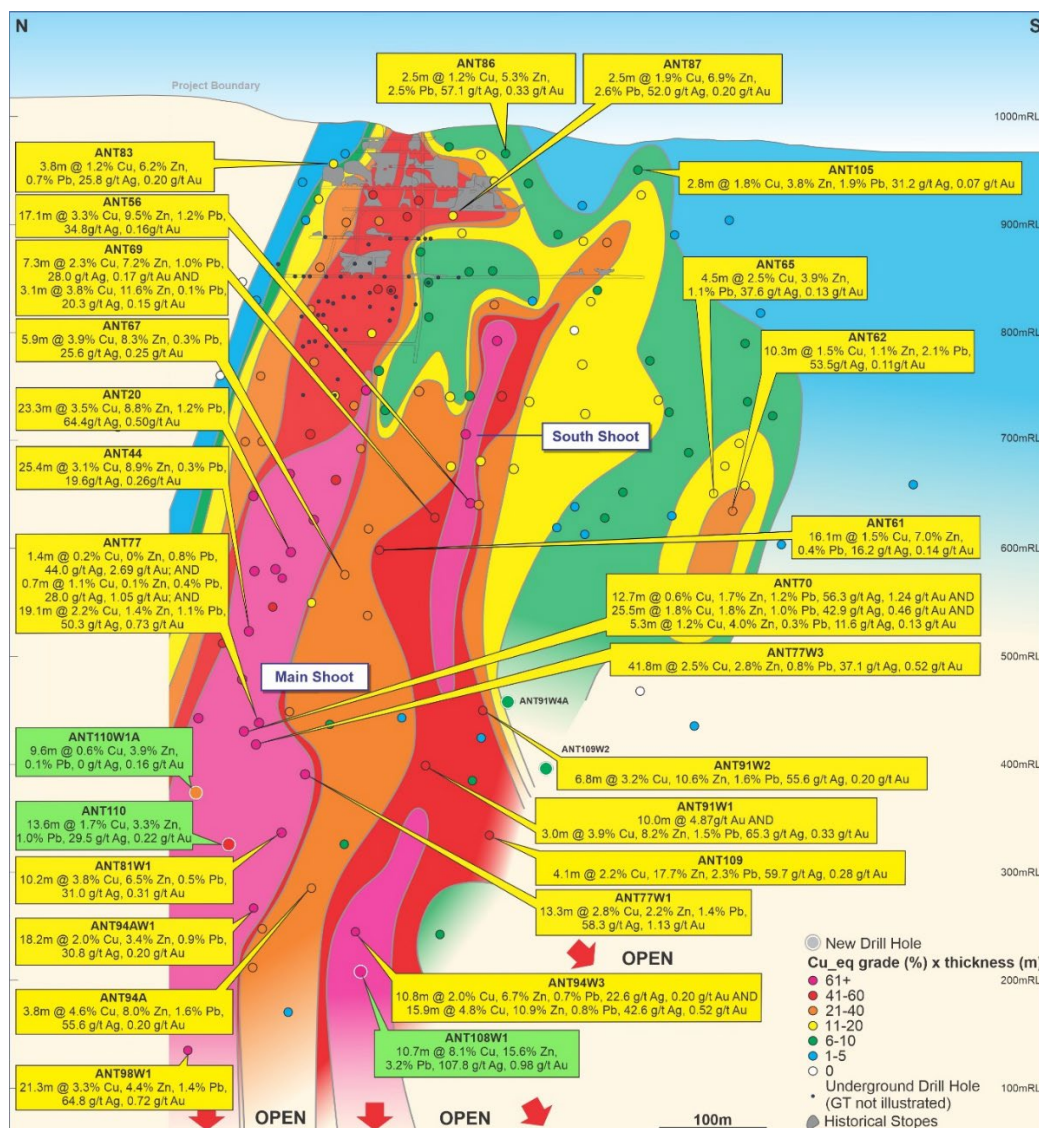 N
S
Project Boundary
ANT86
2.5m @ 1.2% Cu, 5.3% Zn,
2.5% Pb, 57.1 g/t Ag, 0.33 g/t Au
ANT87
2.5m @ 1.9% Cu, 6.9% Zn,
2.6% Pb, 52.0 g/t Ag, 0.20 g/t Au
1000mRL
ANT83
3.8m @ 1.2% Cu, 6.2% Zn,
0.7% Pb, 25.8 g/t Ag, 0.20 g/t Au
ANT105
2.8m @ 1.8% Cu, 3.8% Zn, 1.9% Pb, 31.2 g/t Ag, 0.07 g/t Au
ANT56
17.1m @ 3.3% Cu, 9.5% Zn, 1.2% Pb,
34.8g/t Ag, 0.16g/t Au
900mRL
ANT69
7.3m @ 2.3% Cu, 7.2% Zn, 1.0% Pb,
28.0 g/t Ag, 0.17 g/t Au AND
3.1m @ 3.8% Cu, 11.6% Zn, 0.1% Pb,
20.3 g/t Ag, 0.15 g/t Au
ANT65
4.5m @ 2.5% Cu, 3.9% Zn,
1.1% Pb, 37.6 g/t Ag, 0.13 g/t Au
ANT67
5.9m @ 3.9% Cu, 8.3% Zn, 0.3% Pb,
25.6 g/t Ag, 0.25 g/t Au
800mRL
ANT62
10.3m @ 1.5% Cu, 1.1% Zn, 2.1% Pb,
53.5g/t Ag, 0.11g/t Au
ANT20
23.3m @ 3.5% Cu, 8.8% Zn, 1.2% Pb,
64.4g/t Ag, 0.50g/t Au
South Shoot
700mRL
ANT44
25.4m @ 3.1% Cu, 8.9% Zn, 0.3% Pb,
19.6g/t Ag, 0.26g/t Au
ANT61
16.1m @ 1.5% Cu, 7.0% Zn,
0.4% Pb, 16.2 g/t Ag, 0.14 g/t Au
600mRL
ANT77
1.4m @ 0.2% Cu, 0% Zn, 0.8% Pb,
44.0 g/t Ag, 2.69 g/t Au; AND
0.7m @ 1.1% Cu, 0.1% Zn, 0.4% Pb,
28.0 g/t Ag, 1.05 g/t Au; AND
19.1m @ 2.2% Cu, 1.4% Zn, 1.1% Pb,
50.3 g/t Ag, 0.73 g/t Au
ANT70
12.7m @ 0.6% Cu, 1.7% Zn, 1.2% Pb, 56.3 g/t Ag, 1.24 g/t Au AND
25.5m @ 1.8% Cu, 1.8% Zn, 1.0% Pb, 42.9 g/t Ag, 0.46 g/t Au AND
5.3m @ 1.2% Cu, 4.0% Zn, 0.3% Pb, 11.6 g/t Ag, 0.13 g/t Au
500mRL
ANT77W3
41.8m @ 2.5% Cu, 2.8% Zn, 0.8% Pb, 37.1 g/t Ag, 0.52 g/t Au
Main Shoot
ANT91W4A
ANT110W1A
9.6m @ 0.6% Cu, 3.9% Zn,
0.1% Pb, 0 g/t Ag, 0.16 g/t Au
ANT109W2
ANT91W2
6.8m @ 3.2% Cu, 10.6% Zn, 1.6% Pb, 55.6 g/t Ag, 0.20 g/t Au
400mRL
ANT110
13.6m @ 1.7% Cu, 3.3% Zn,
1.0% Pb, 29.5 g/t Ag, 0.22 g/t Au
ANT91W1
10.0m @ 4.87g/t Au AND
3.0m @ 3.9% Cu, 8.2% Zn, 1.5% Pb, 65.3 g/t Ag, 0.33 g/t Au
ANT81W1
10.2m @ 3.8% Cu, 6.5% Zn, 0.5% Pb,
31.0 g/t Ag, 0.31 g/t Au
ANT109
4.1m @ 2.2% Cu, 17.7% Zn, 2.3% Pb, 59.7 g/t Ag, 0.28 g/t Au
300mRL
ANT77W1
13.3m @ 2.8% Cu, 2.2% Zn, 1.4% Pb,
58.3 g/t Ag, 1.13 g/t Au
ANT94AW1
18.2m @ 2.0% Cu, 3.4% Zn, 0.9% Pb,
30.8 g/t Ag, 0.20 g/t Au
OPEN
ANT94W3
10.8m @ 2.0% Cu, 6.7% Zn, 0.7% Pb, 22.6 g/t Ag, 0.20 g/t Au AND
15.9m @ 4.8% Cu, 10.9% Zn, 0.8% Pb, 42.6 g/t Ag, 0.52 g/t Au
200mRL
ANT94A
3.8m @ 4.6% Cu, 8.0% Zn, 1.6% Pb,
55.6 g/t Ag, 0.20 g/t Au
ANT108W1
10.7m @ 8.1% Cu, 15.6% Zn,
3.2% Pb, 107.8 g/t Ag, 0.98 g/t Au
ANT98W1
21.3m @ 3.3% Cu, 4.4% Zn, 1.4% Pb,
64.8 g/t Ag, 0.72 g/t Au
100mRL
OPEN
OPEN
100m
New Drill Hole
Cu_eq grade (%) x thickness (m)
61+
41-60
21-40
11-20
6-10
1-5
0
Underground Drill Hole
(GT not illustrated)
Historical Stopes